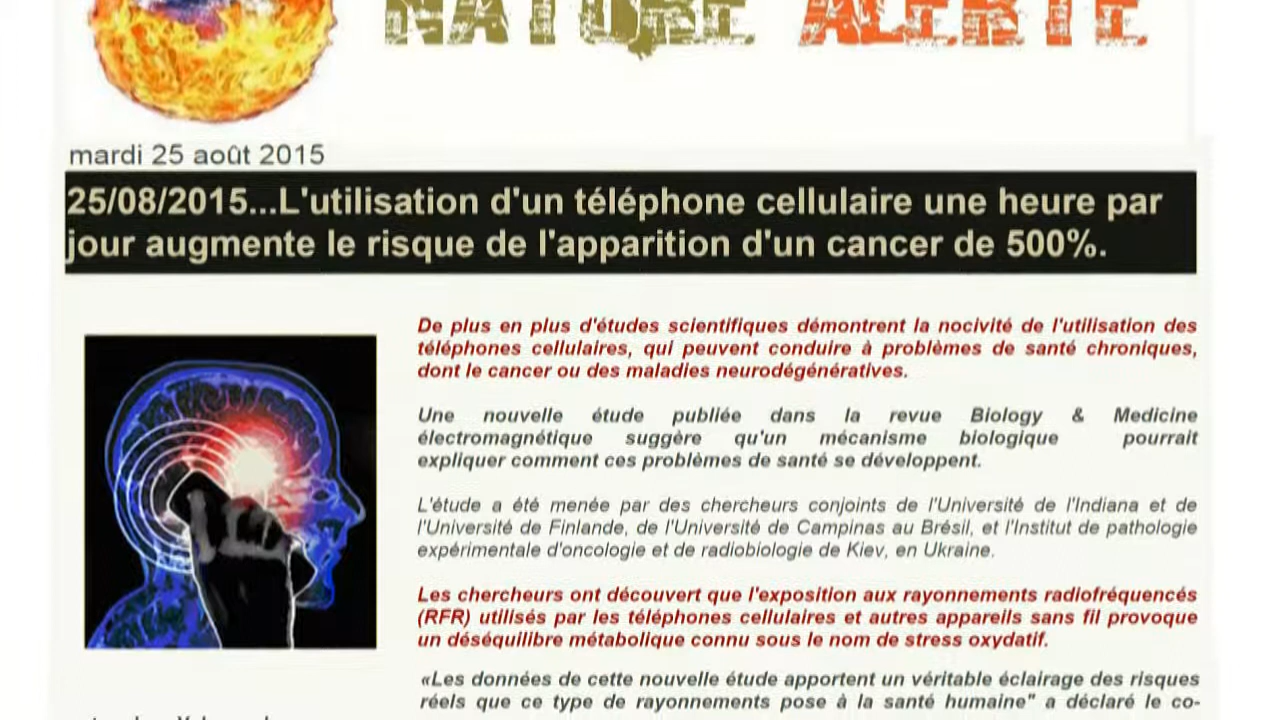 NATURE ALERTE
mardi 25 août 2015
25/08/2015...L'utilisation d'un téléphone cellulaire une heure par
jour augmente le risque de l'apparition d'un cancer de 500%.
De plus en plus d'études scientifiques démontrent la nocivité de l'utilisation des
téléphones cellulaires, qui peuvent conduire à problèmes de santé chroniques,
dont le cancer ou des maladies neurodégénératives.
Une nouvelle étude publiée dans la revue Biology & Medicine
électromagnétique suggère qu'un mécanisme biologique pourrait
expliquer comment ces problèmes de santé se développent.
L'étude a été menée par des chercheurs conjoints de l'Université de l'Indiana et de
l'Université de Finlande, de l'Université de Campinas au Brésil, et l'Institut de pathologie
expérimentale d'oncologie et de radiobiologie de Kiev, en Ukraine.
Les chercheurs ont découvert que l'exposition aux rayonnements radiofréquencés
(RFR) utilisés par les téléphones cellulaires et autres appareils sans fil provoque
un déséquilibre métabolique connu sous le nom de stress oxydatif.
«Les données de cette nouvelle étude apportent un véritable éclairage des risques
réels que ce type de rayonnements pose à la santé humaine" a déclaré le co-